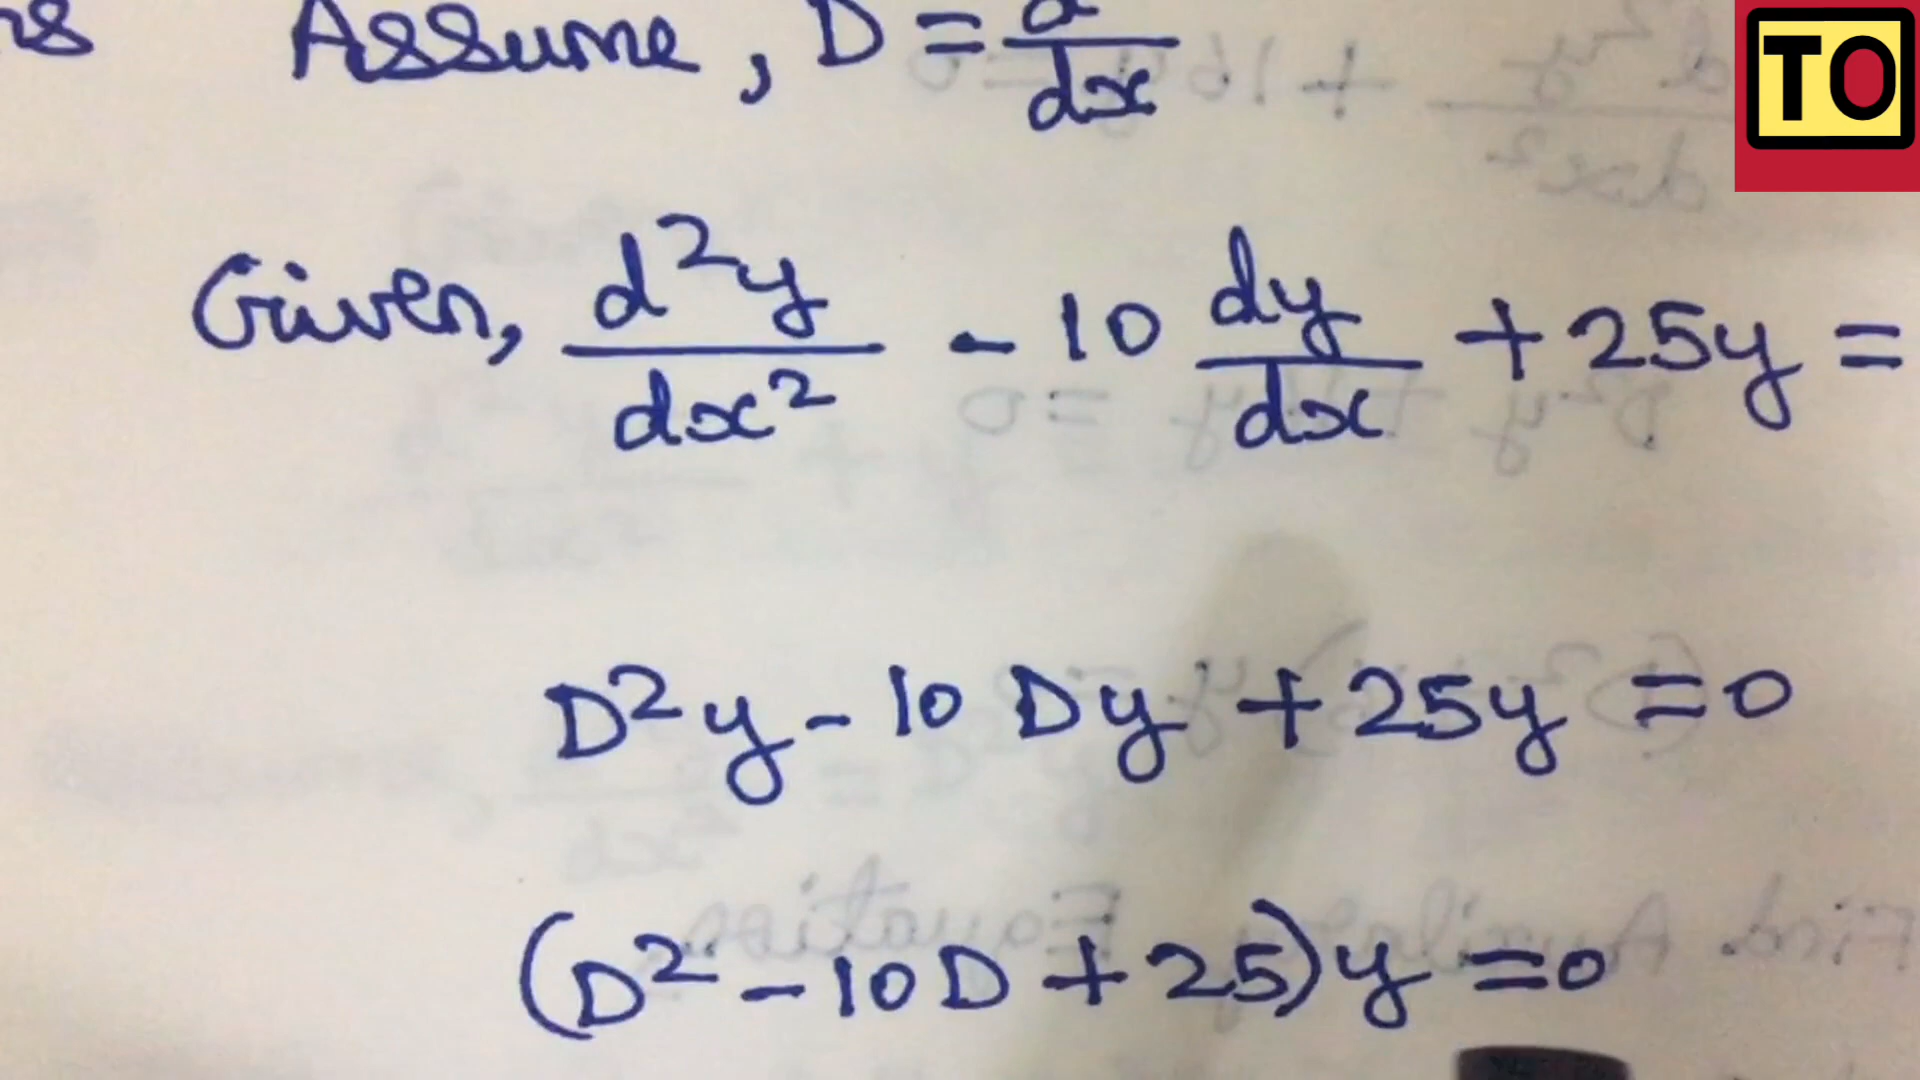 Assume, D = d/dx
TO
Given, d²y/dx² - 10 dy/dx + 25y =
D²y - 10 Dy + 25y = 0
(D² - 10D + 25)y = 0